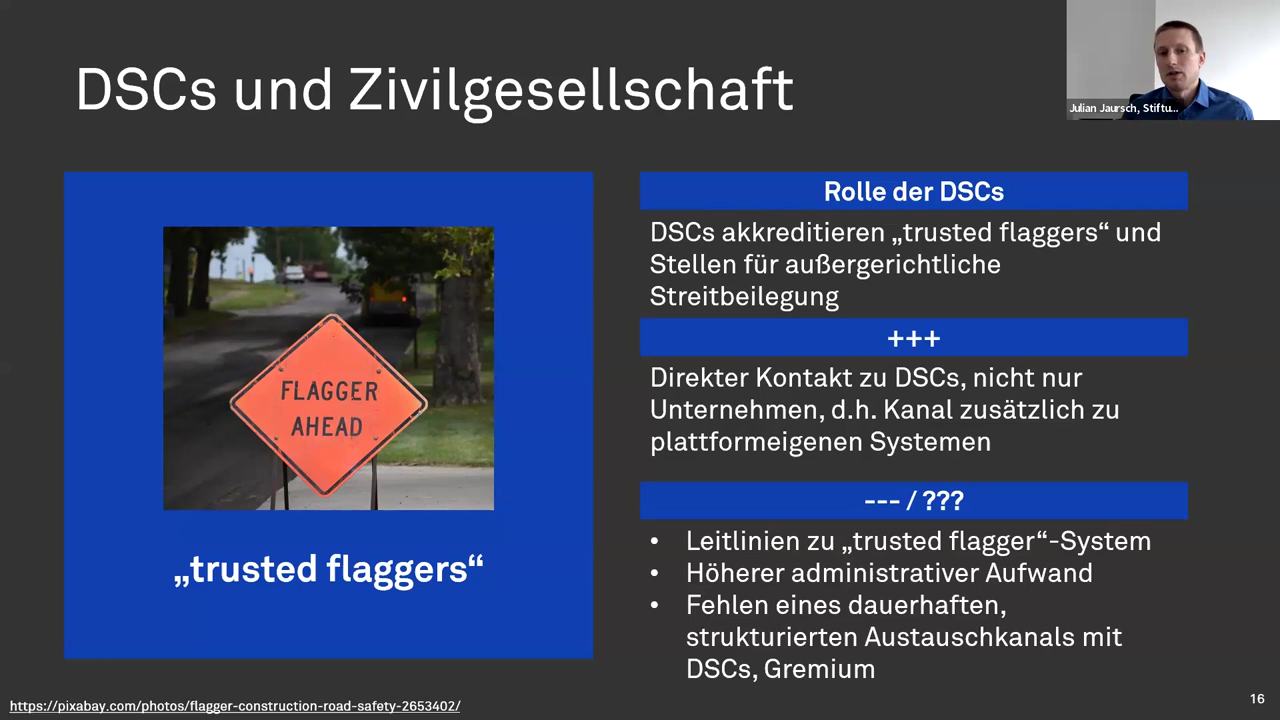 DSCs und Zivilgesellschaft
Julian Jaursch, Stiftu...
FLAGGER
AHEAD
„trusted flaggers“
Rolle der DSCs
DSCs akkreditieren „trusted flaggers“ und
Stellen für außergerichtliche
Streitbeilegung
+++
Direkter Kontakt zu DSCs, nicht nur
Unternehmen, d.h. Kanal zusätzlich zu
plattformeigenen Systemen
--- / ???
• Leitlinien zu „trusted flagger“-System
• Höherer administrativer Aufwand
• Fehlen eines dauerhaften,
strukturierten Austauschkanals mit
DSCs, Gremium
https://pixabay.com/photos/flagger-construction-road-safety-2653402/
16